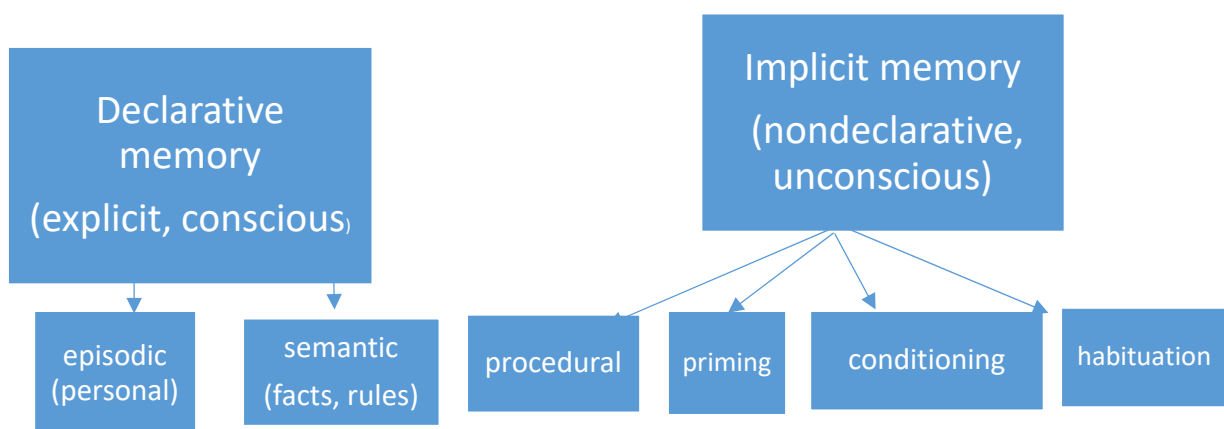 Declarative
memory
(explicit, conscious)
Implicit memory
(nondeclarative,
unconscious)
episodic
(personal)
semantic
(facts, rules)
procedural
priming
conditioning
habituation